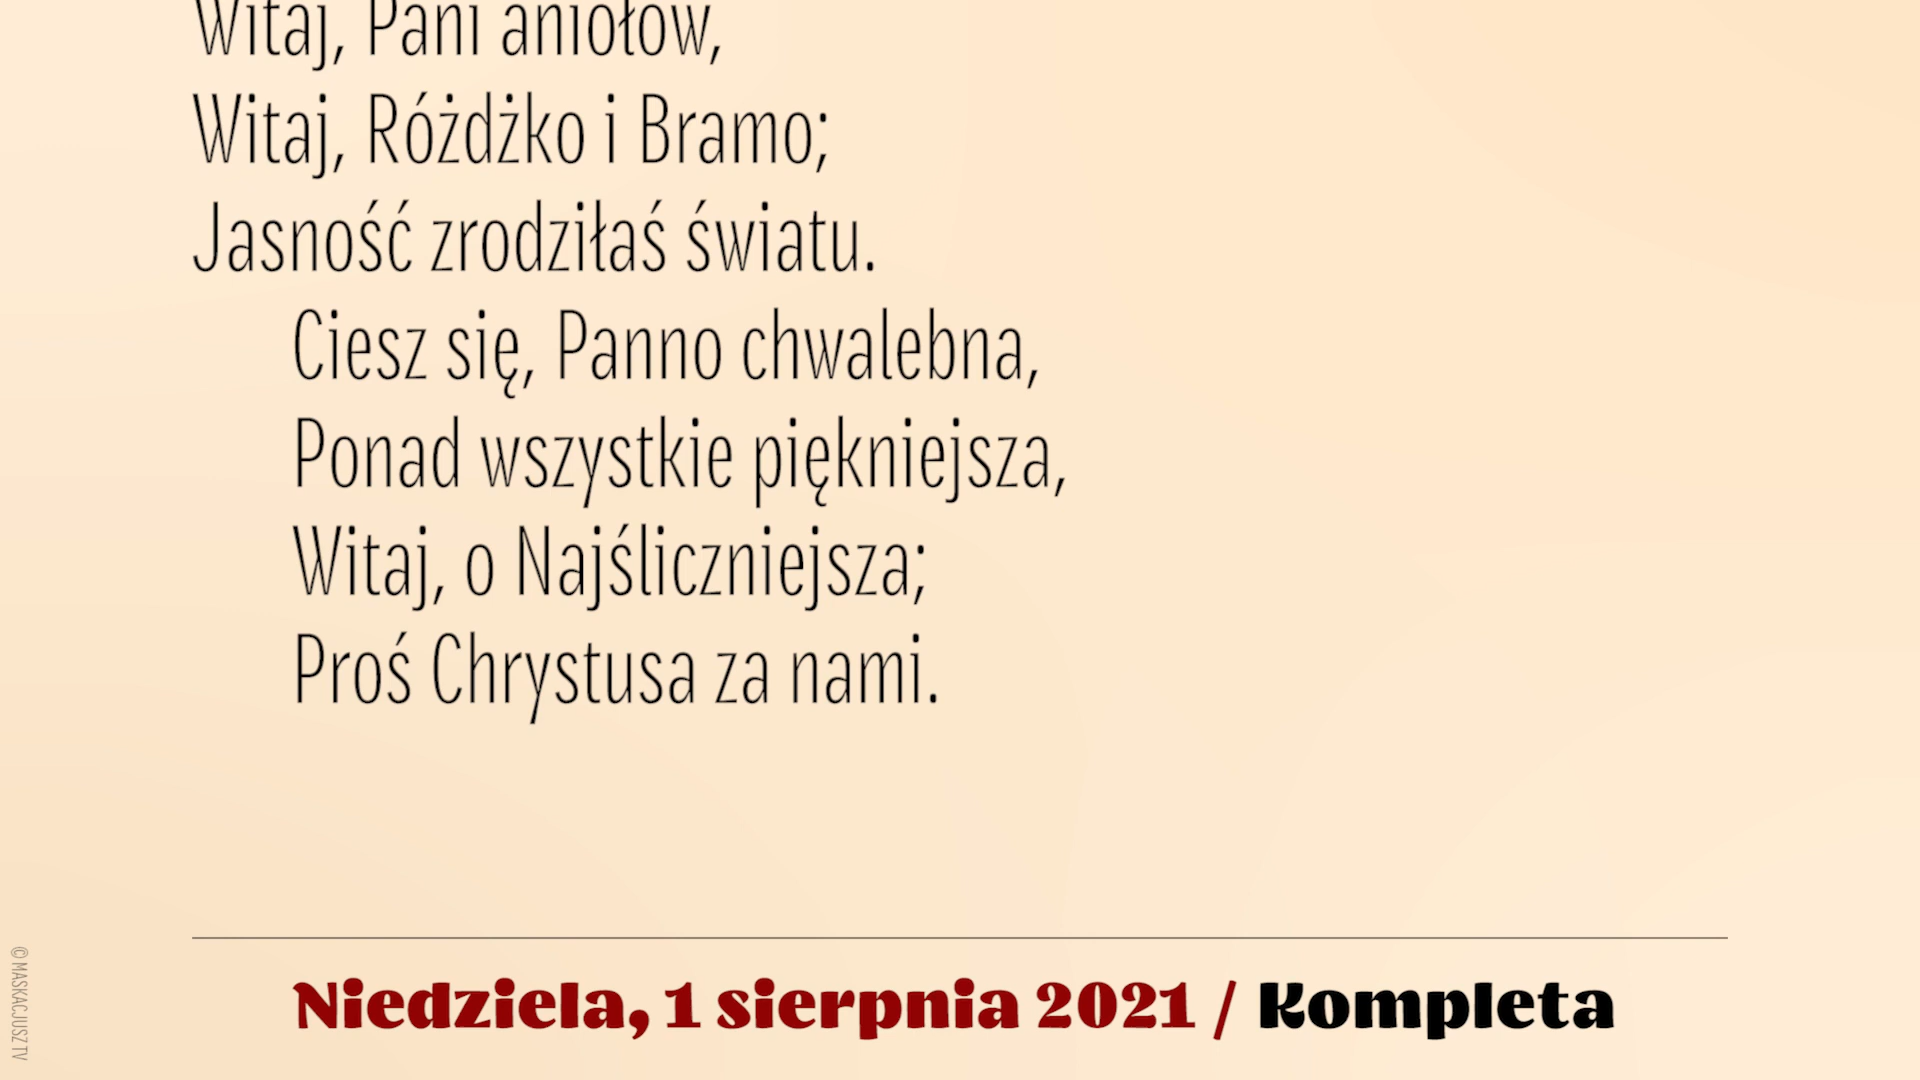 Witaj, Pani aniołów,
Witaj, Różdżko i Bramo;
Jasność zrodziłaś światu.
Ciesz się, Panno chwalebna,
Ponad wszystkie piękniejsza,
Witaj, o Najśliczniejsza;
Proś Chrystusa za nami.
Niedziela, 1 sierpnia 2021 / Kompleta
© MASKACJUSZ TV